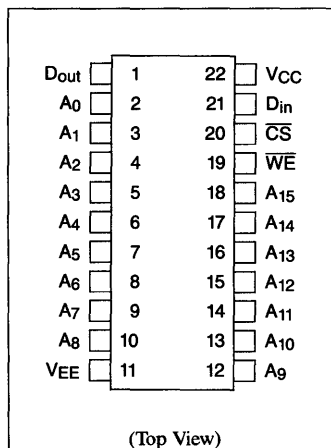 Dout 1 22 VCC
A0 2 21 Din
A1 3 20 C̅S̅
A2 4 19 W̅E̅
A3 5 18 A15
A4 6 17 A14
A5 7 16 A13
A6 8 15 A12
A7 9 14 A11
A8 10 13 A10
VEE 11 12 A9
(Top View)